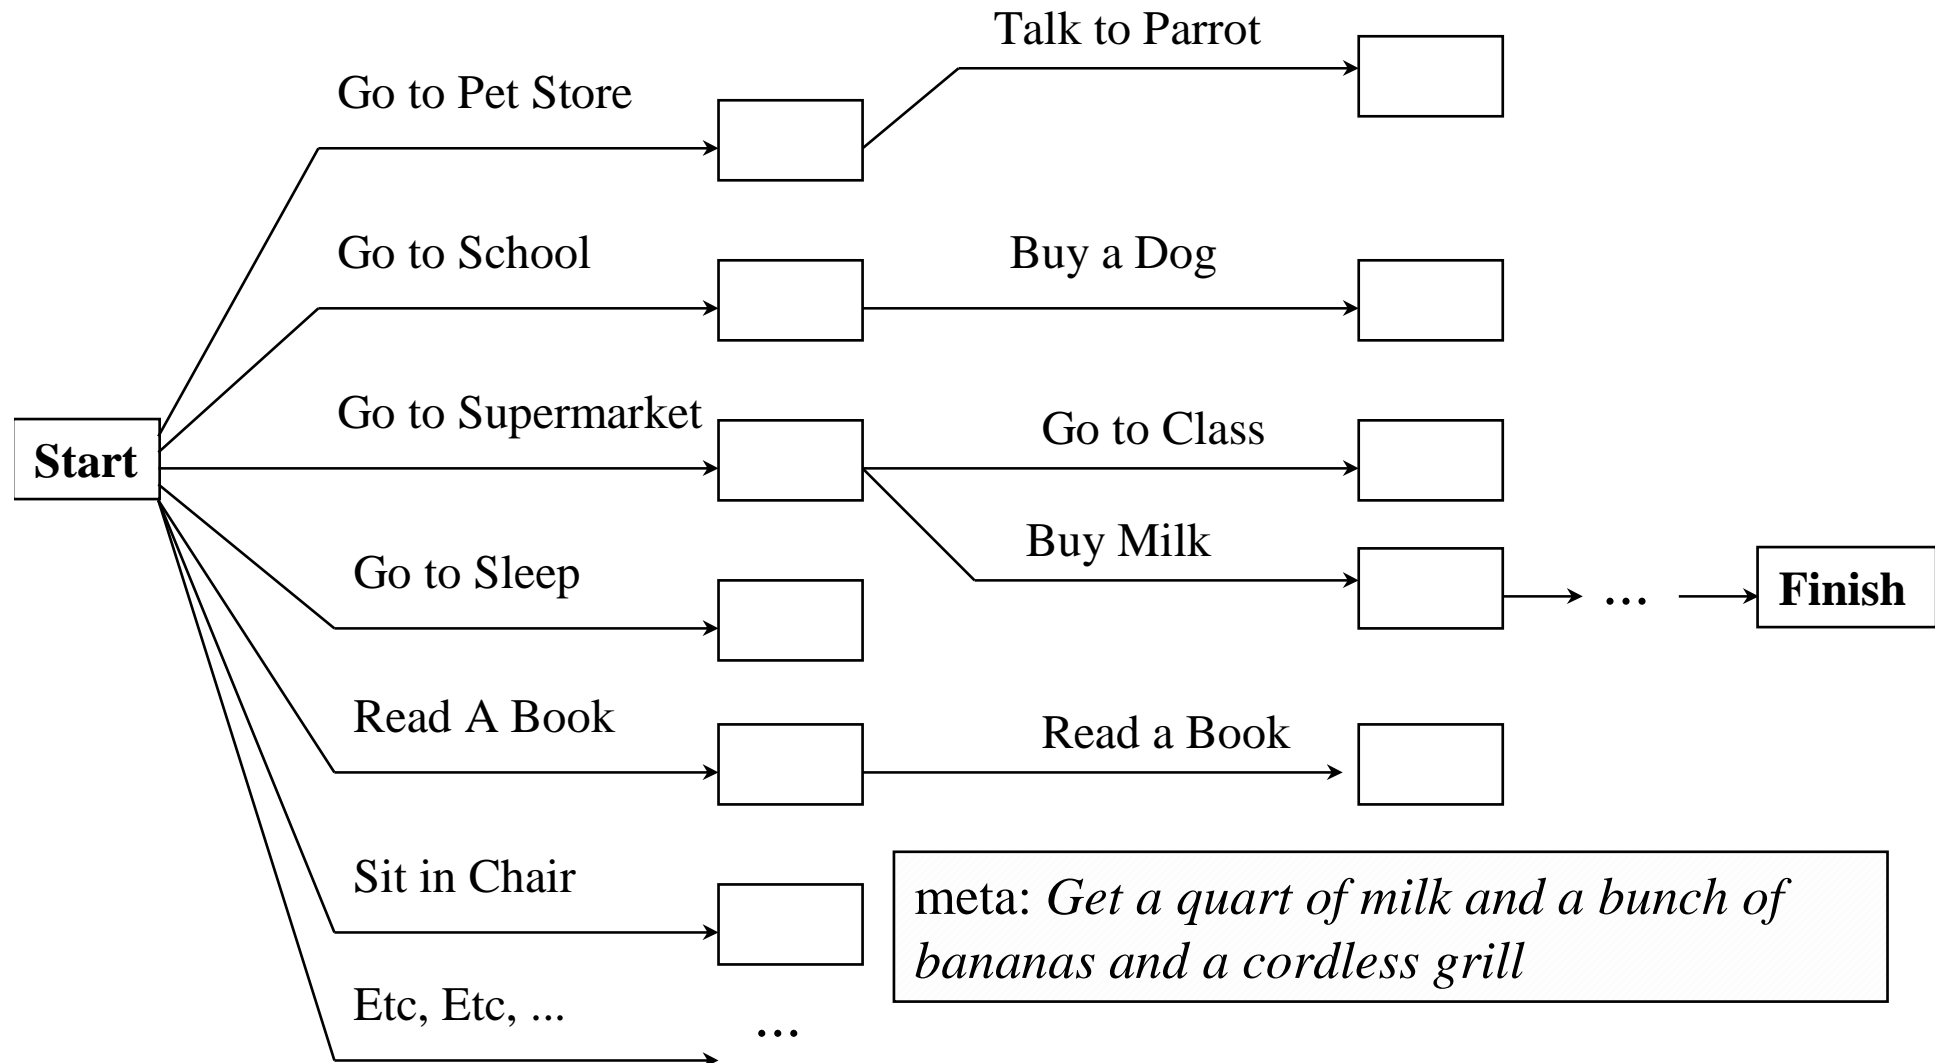 Talk to Parrot
Go to Pet Store
Go to School
Buy a Dog
Go to Supermarket
Go to Class
Start
Buy Milk
Go to Sleep
...
Finish
Read A Book
Read a Book
Sit in Chair
meta: Get a quart of milk and a bunch of
bananas and a cordless grill
Etc, Etc, ...
...